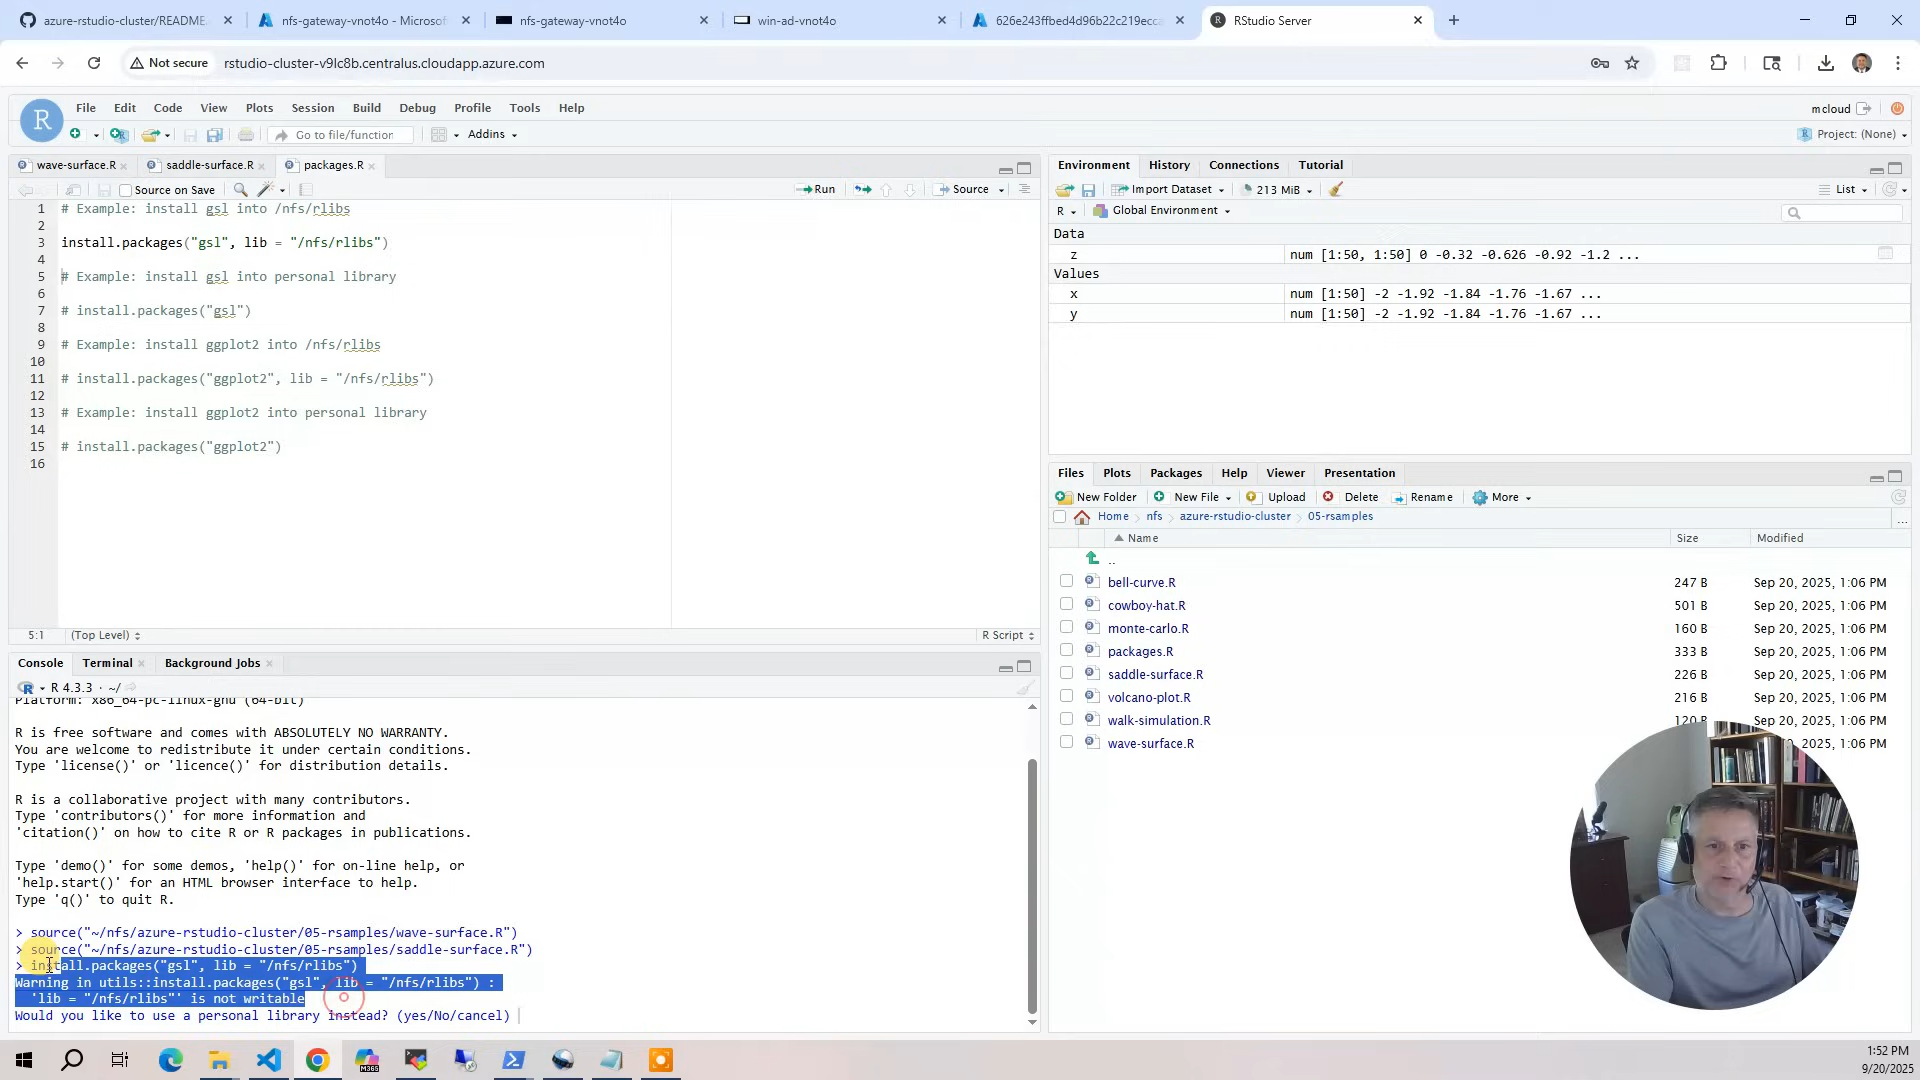 azure-rstudio-cluster/README
nfs-gateway-vnot4o - Microsof
nfs-gateway-vnot4o
win-ad-vnot4o
626e243ffbed4d96b22c219ecc
RStudio Server
Not secure
rstudio-cluster-v9lc8b.centralus.cloudapp.azure.com
File Edit Code View Plots Session Build Debug Profile Tools Help
mcloud
Go to file/function
Addins
Project: (None)
wave-surface.R
saddle-surface.R
packages.R
Source on Save
Run
Source
1 # Example: install gsl into /nfs/rlibs
2
3 install.packages("gsl", lib = "/nfs/rlibs")
4
5 # Example: install gsl into personal library
6
7 # install.packages("gsl")
8
9 # Example: install ggplot2 into /nfs/rlibs
10
11 # install.packages("ggplot2", lib = "/nfs/rlibs")
12
13 # Example: install ggplot2 into personal library
14
15 # install.packages("ggplot2")
16
5:1 (Top Level)
R Script
Console Terminal Background Jobs
R 4.3.3 · ~/
Platform: x86_64-pc-linux-gnu (64-bit)
R is free software and comes with ABSOLUTELY NO WARRANTY.
You are welcome to redistribute it under certain conditions.
Type 'license()' or 'licence()' for distribution details.
R is a collaborative project with many contributors.
Type 'contributors()' for more information and
'citation()' on how to cite R or R packages in publications.
Type 'demo()' for some demos, 'help()' for on-line help, or
'help.start()' for an HTML browser interface to help.
Type 'q()' to quit R.
> source("~/nfs/azure-rstudio-cluster/05-rsamples/wave-surface.R")
> source("~/nfs/azure-rstudio-cluster/05-rsamples/saddle-surface.R")
> install.packages("gsl", lib = "/nfs/rlibs")
Warning in utils::install.packages("gsl", lib = "/nfs/rlibs") :
'lib = "/nfs/rlibs"' is not writable
Would you like to use a personal library instead? (yes/No/cancel)
Environment History Connections Tutorial
Import Dataset
213 MiB
List
R
Global Environment
Data
z num [1:50, 1:50] 0 -0.32 -0.626 -0.92 -1.2 ...
Values
x num [1:50] -2 -1.92 -1.84 -1.76 -1.67 ...
y num [1:50] -2 -1.92 -1.84 -1.76 -1.67 ...
Files Plots Packages Help Viewer Presentation
New Folder New File Upload Delete Rename More
Home nfs azure-rstudio-cluster 05-rsamples
...
Name Size Modified
..
bell-curve.R 247 B Sep 20, 2025, 1:06 PM
cowboy-hat.R 501 B Sep 20, 2025, 1:06 PM
monte-carlo.R 160 B Sep 20, 2025, 1:06 PM
packages.R 333 B Sep 20, 2025, 1:06 PM
saddle-surface.R 226 B Sep 20, 2025, 1:06 PM
volcano-plot.R 216 B Sep 20, 2025, 1:06 PM
walk-simulation.R 120 B Sep 20, 2025, 1:06 PM
wave-surface.R 2025, 1:06 PM
1:52 PM
9/20/2025